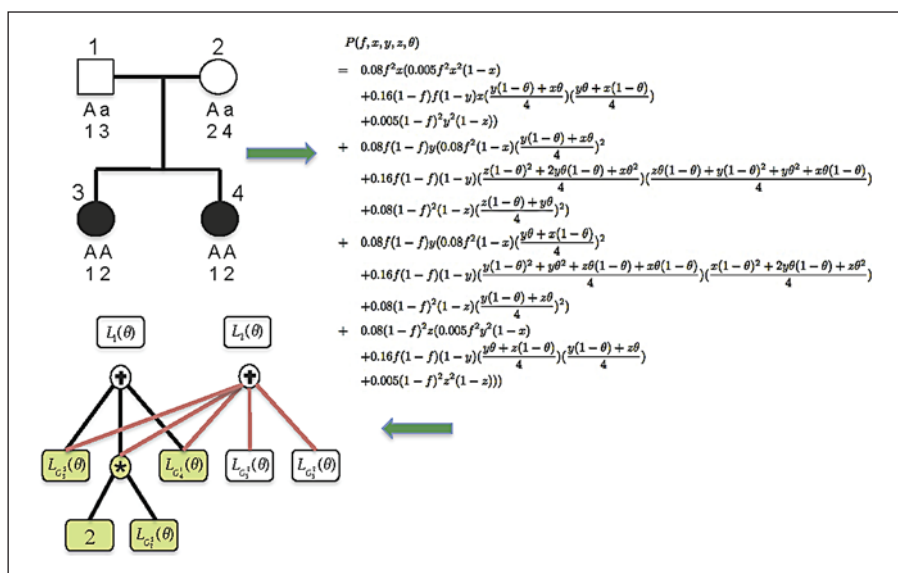 1
2
A a
1 3
A a
2 4
3
4
A A
1 2
A A
1 2
P(f, x, y, z, θ)
= 0.08f²x(0.005f²x²(1 − x)
+0.16(1 − f)f(1 − y)x((y(1 − θ) + xθ)/4)((yθ + x(1 − θ))/4)
+0.005(1 − f)²y²(1 − z))
+ 0.08f(1 − f)y(0.08f²(1 − x)((y(1 − θ) + xθ)/4)²
+0.16f(1 − f)(1 − y)((z(1 − θ)² + 2yθ(1 − θ) + xθ²)/4)((zθ(1 − θ) + y(1 − θ)² + yθ² + xθ(1 − θ))/4)
+0.08(1 − f)²(1 − z)((z(1 − θ) + yθ)/4)²)
+ 0.08f(1 − f)y(0.08f²(1 − x)((yθ + x(1 − θ))/4)²
+0.16f(1 − f)(1 − y)((y(1 − θ)² + yθ² + zθ(1 − θ) + xθ(1 − θ))/4)((x(1 − θ)² + 2yθ(1 − θ) + zθ²)/4)
+0.08(1 − f)²(1 − z)((y(1 − θ) + zθ)/4)²)
+ 0.08(1 − f)²z(0.005f²y²(1 − x)
+0.16f(1 − f)(1 − y)((yθ + z(1 − θ))/4)((y(1 − θ) + zθ)/4)
+0.005(1 − f)²z²(1 − z)))
L₁(θ) L₁(θ)
*
2